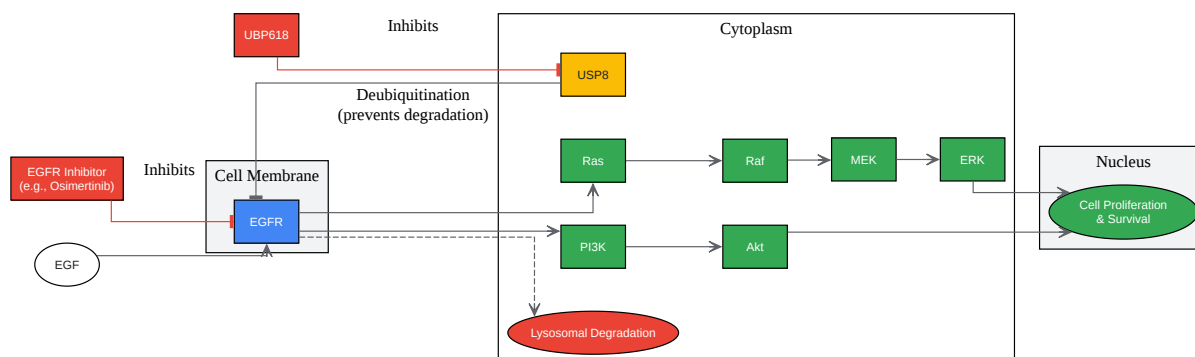 Inhibits
Cytoplasm
UBP618
USP8
Deubiquitination
(prevents degradation)
Inhibits
EGFR Inhibitor
(e.g., Osimertinib)
Cell Membrane
EGFR
EGF
Ras
Raf
MEK
ERK
PI3K
Akt
Lysosomal Degradation
Nucleus
Cell Proliferation
& Survival